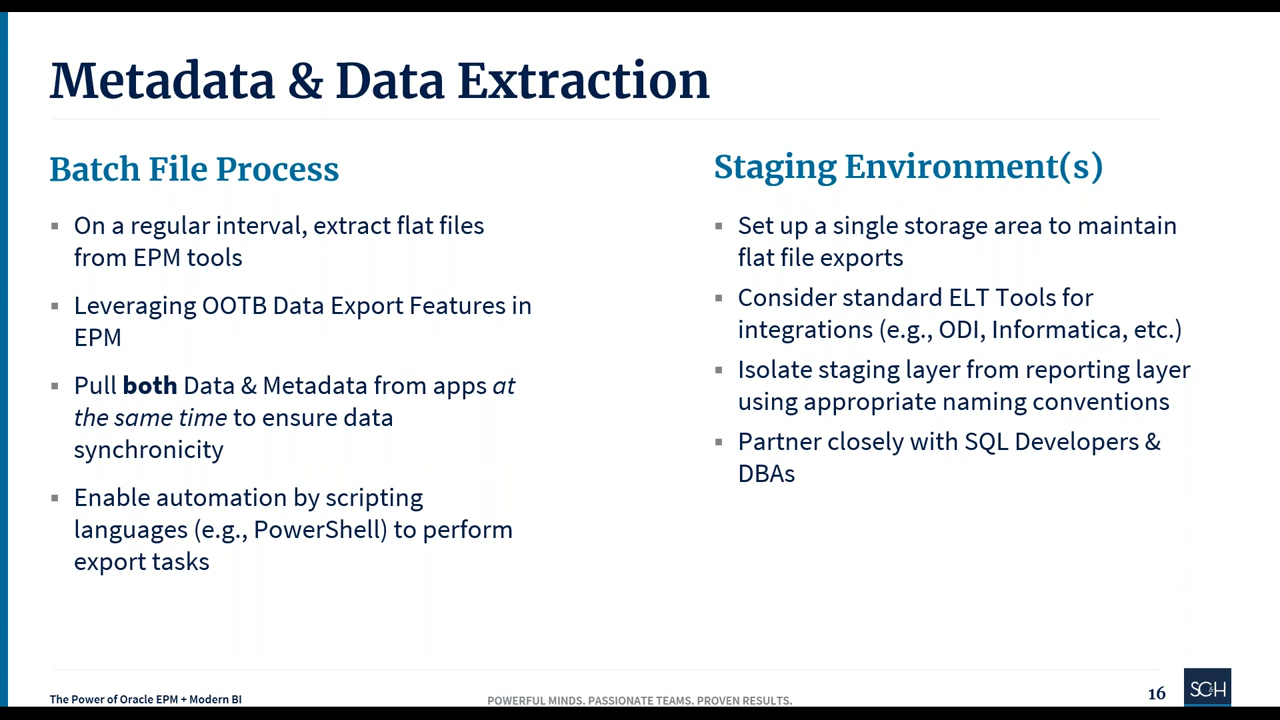 Metadata & Data Extraction
Batch File Process
▪ On a regular interval, extract flat files
from EPM tools
▪ Leveraging OOTB Data Export Features in
EPM
▪ Pull both Data & Metadata from apps at
the same time to ensure data
synchronicity
▪ Enable automation by scripting
languages (e.g., PowerShell) to perform
export tasks
Staging Environment(s)
▪ Set up a single storage area to maintain
flat file exports
▪ Consider standard ELT Tools for
integrations (e.g., ODI, Informatica, etc.)
▪ Isolate staging layer from reporting layer
using appropriate naming conventions
▪ Partner closely with SQL Developers &
DBAs
The Power of Oracle EPM + Modern BI
POWERFUL MINDS. PASSIONATE TEAMS. PROVEN RESULTS.
16
SC&H